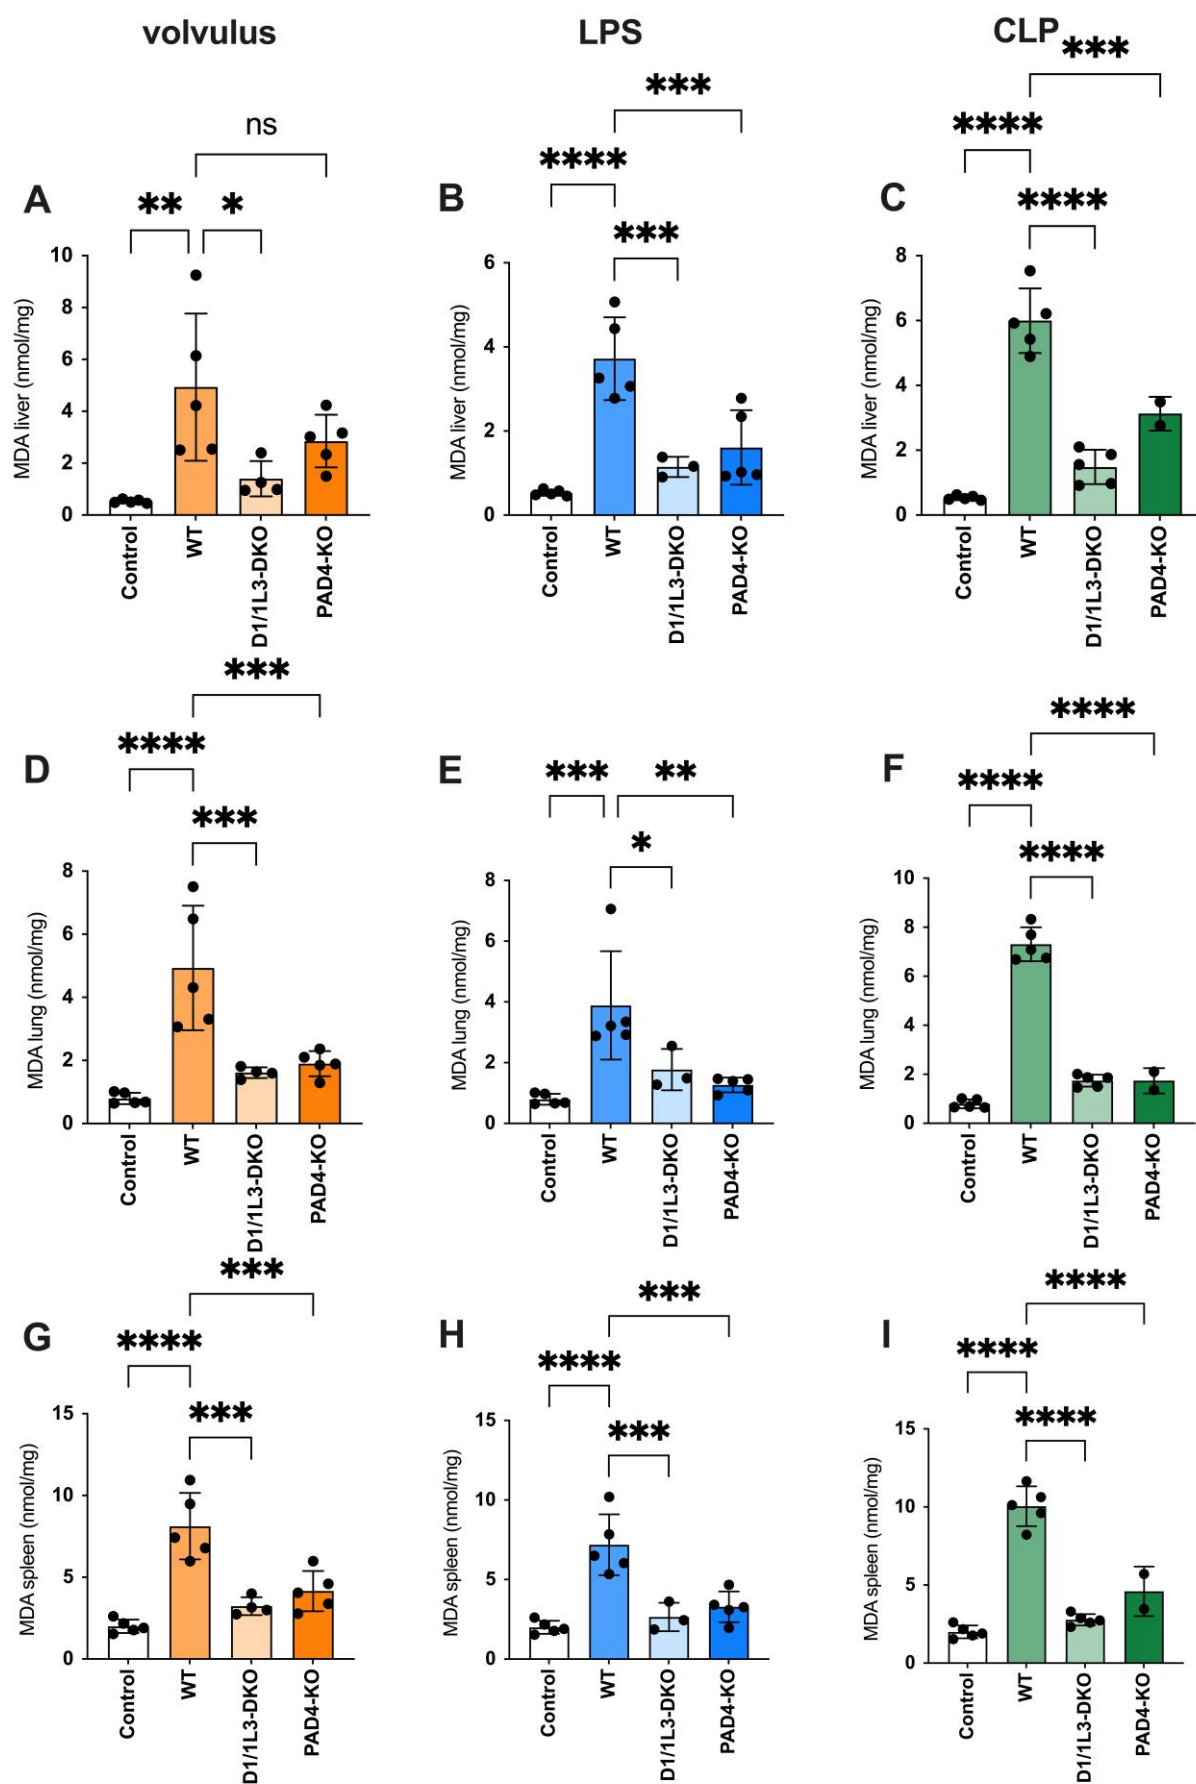 volvulus LPS CLP
A
ns
** *
MDA liver (nmol/mg)
10
8
6
4
2
0
Control
WT
D1/1L3-DKO
PAD4-KO
B
***
****
***
MDA liver (nmol/mg)
6
4
2
0
Control
WT
D1/1L3-DKO
PAD4-KO
C
***
****
****
MDA liver (nmol/mg)
8
6
4
2
0
Control
WT
D1/1L3-DKO
PAD4-KO
D
***
****
***
MDA lung (nmol/mg)
8
6
4
2
0
Control
WT
D1/1L3-DKO
PAD4-KO
E
*** **
*
MDA lung (nmol/mg)
8
6
4
2
0
Control
WT
D1/1L3-DKO
PAD4-KO
F
****
****
****
MDA lung (nmol/mg)
10
8
6
4
2
0
Control
WT
D1/1L3-DKO
PAD4-KO
G
***
****
***
MDA spleen (nmol/mg)
15
10
5
0
Control
WT
D1/1L3-DKO
PAD4-KO
H
***
****
***
MDA spleen (nmol/mg)
15
10
5
0
Control
WT
D1/1L3-DKO
PAD4-KO
I
****
****
****
MDA spleen (nmol/mg)
15
10
5
0
Control
WT
D1/1L3-DKO
PAD4-KO